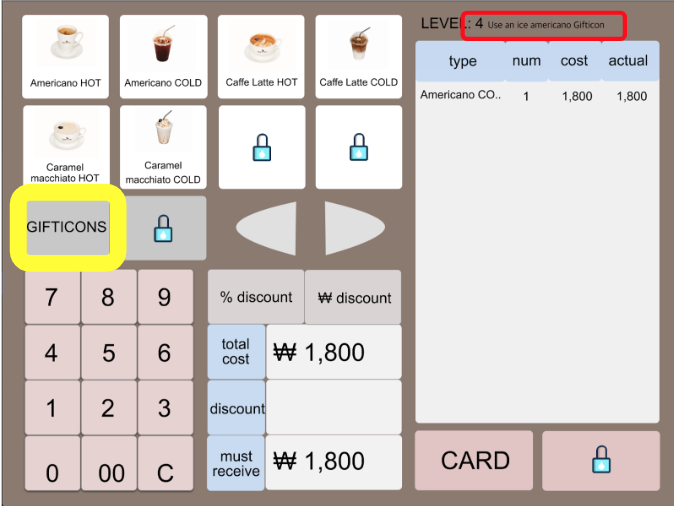 LEVEL: 4 Use an ice americano Gifticon
type num cost actual
Americano CO.. 1 1,800 1,800
Americano HOT
Americano COLD
Caffe Latte HOT
Caffe Latte COLD
Caramel
macchiato HOT
Caramel
macchiato COLD
GIFTICONS
7 8 9
4 5 6
1 2 3
0 00 C
% discount
₩ discount
total
cost
₩ 1,800
discount
must
receive
₩ 1,800
CARD